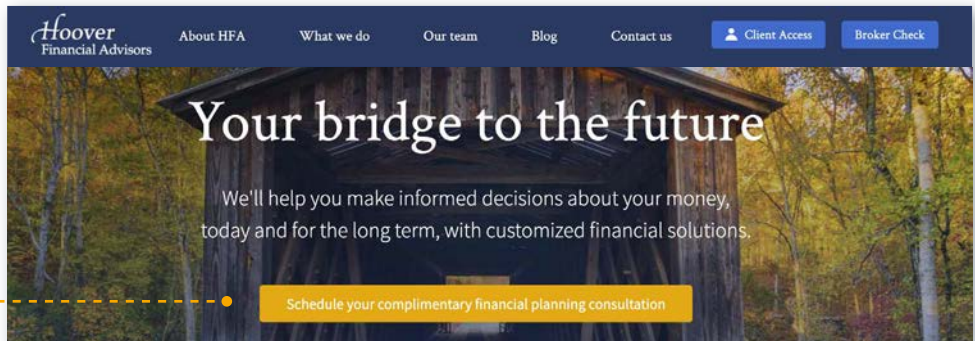 Hoover
Financial Advisors
About HFA
What we do
Our team
Blog
Contact us
Client Access
Broker Check
Your bridge to the future
We'll help you make informed decisions about your money,
today and for the long term, with customized financial solutions.
Schedule your complimentary financial planning consultation